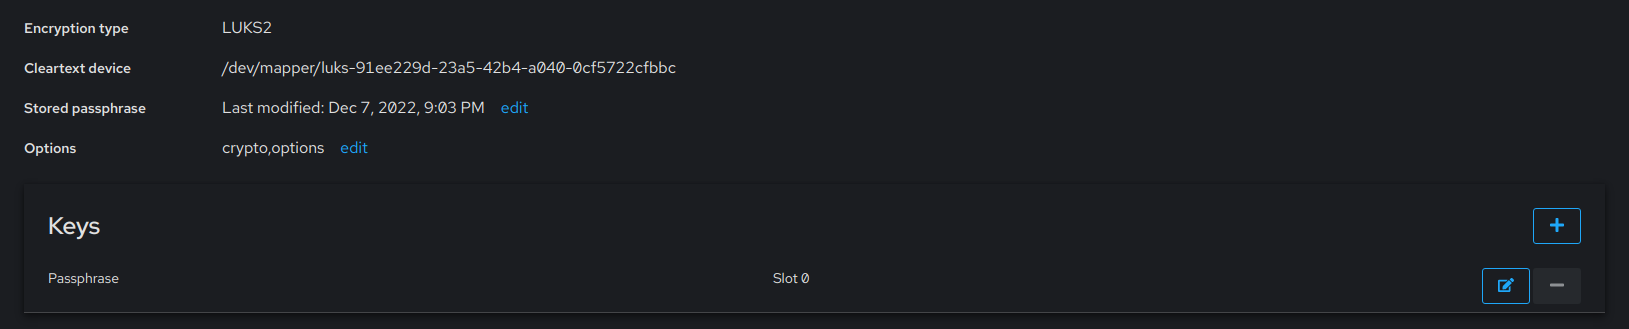 Encryption type LUKS2
Cleartext device /dev/mapper/luks-91ee229d-23a5-42b4-a040-0cf5722cfbbc
Stored passphrase Last modified: Dec 7, 2022, 9:03 PM edit
Options crypto,options edit
Keys
Passphrase Slot 0